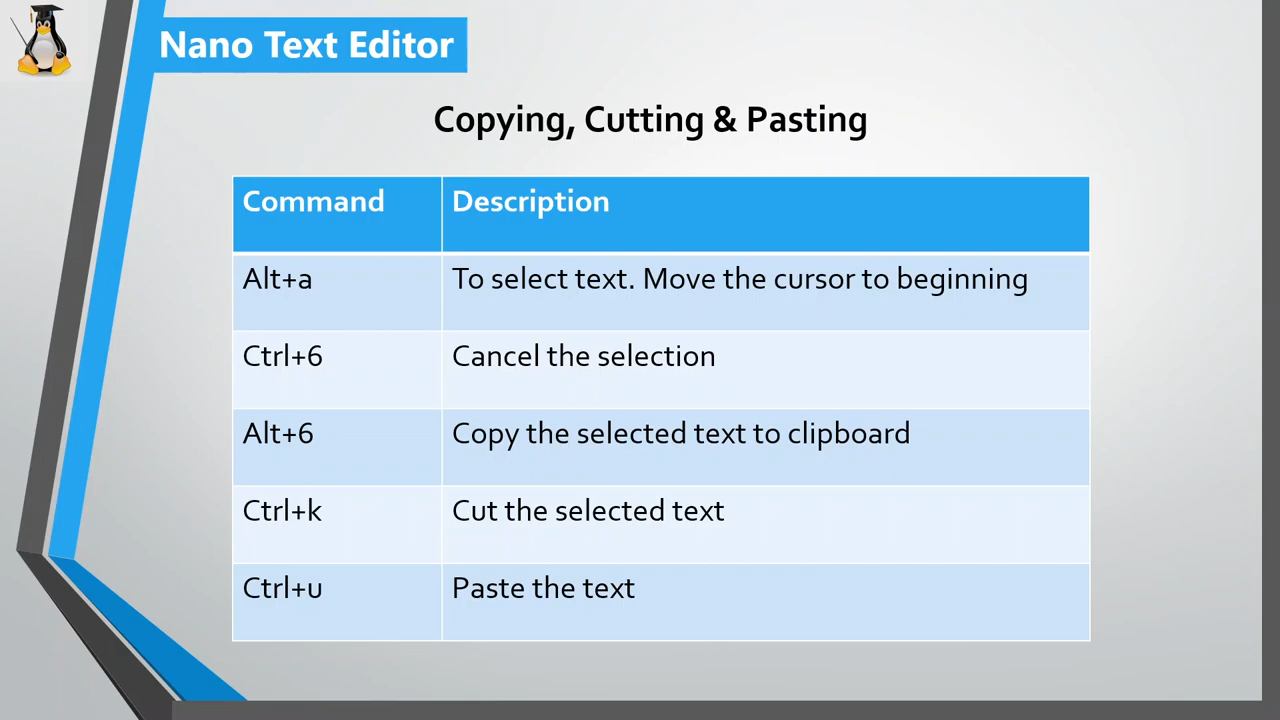 Nano Text Editor
Copying, Cutting & Pasting
Command Description
Alt+a To select text. Move the cursor to beginning
Ctrl+6 Cancel the selection
Alt+6 Copy the selected text to clipboard
Ctrl+k Cut the selected text
Ctrl+u Paste the text